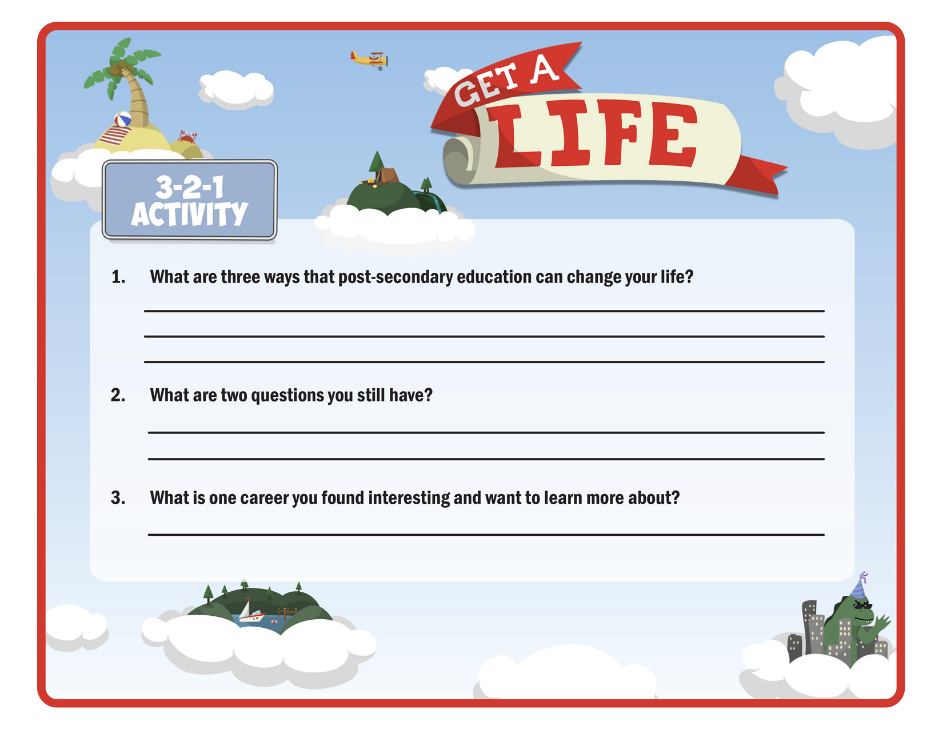 GET A
LIFE
3-2-1
ACTIVITY
1. What are three ways that post-secondary education can change your life?
2. What are two questions you still have?
3. What is one career you found interesting and want to learn more about?